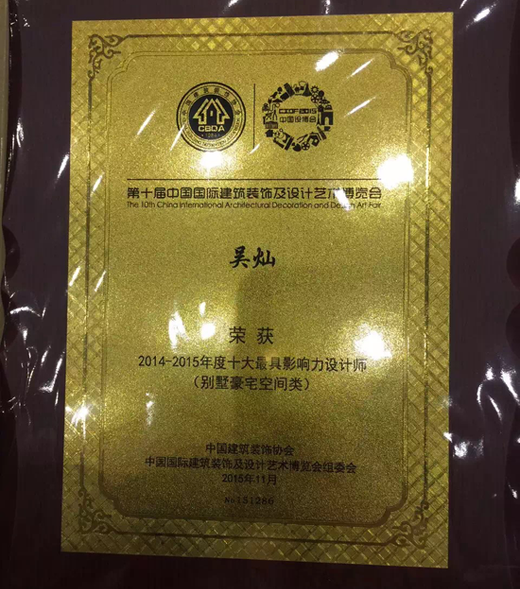 CBDA
CIDF2015
中国设博会
第十届中国国际建筑装饰及设计艺术博览会
The 10th China International Architectural Decoration and Design Art Fair
吴灿
荣获
2014-2015年度十大最具影响力设计师
（别墅豪宅空间类）
中国建筑装饰协会
中国国际建筑装饰及设计艺术博览会组委会
2015年11月
No151286